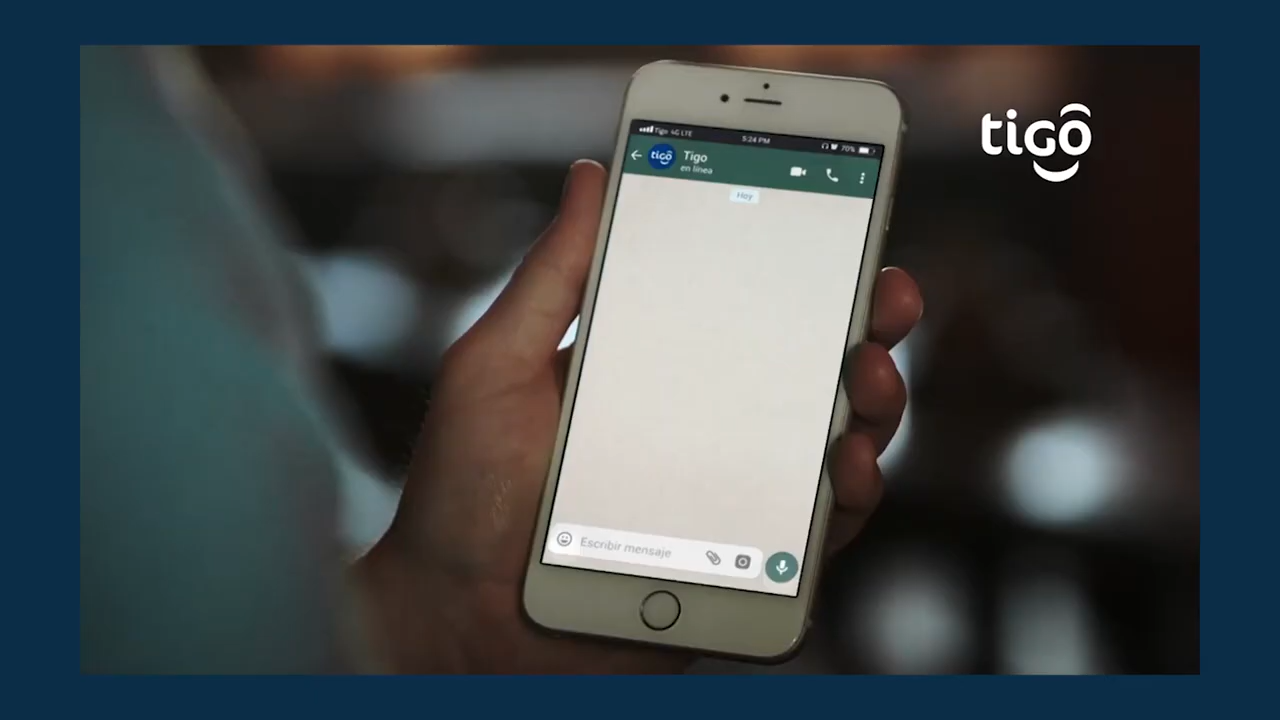 tigo
Tigo 4G LTE
5:24 PM
70%
tigo
Tigo
en línea
Hoy
Escribir mensaje